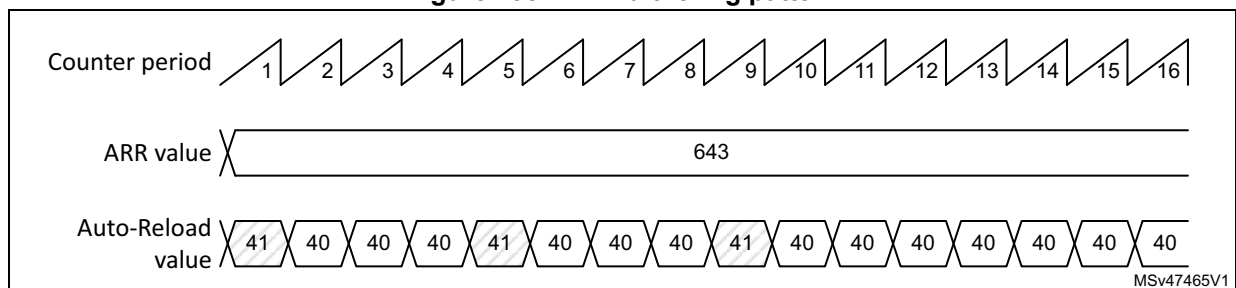 Counter period 1 2 3 4 5 6 7 8 9 10 11 12 13 14 15 16
ARR value 643
Auto-Reload
value 41 40 40 40 41 40 40 40 41 40 40 40 40 40 40 40
MSv47465V1